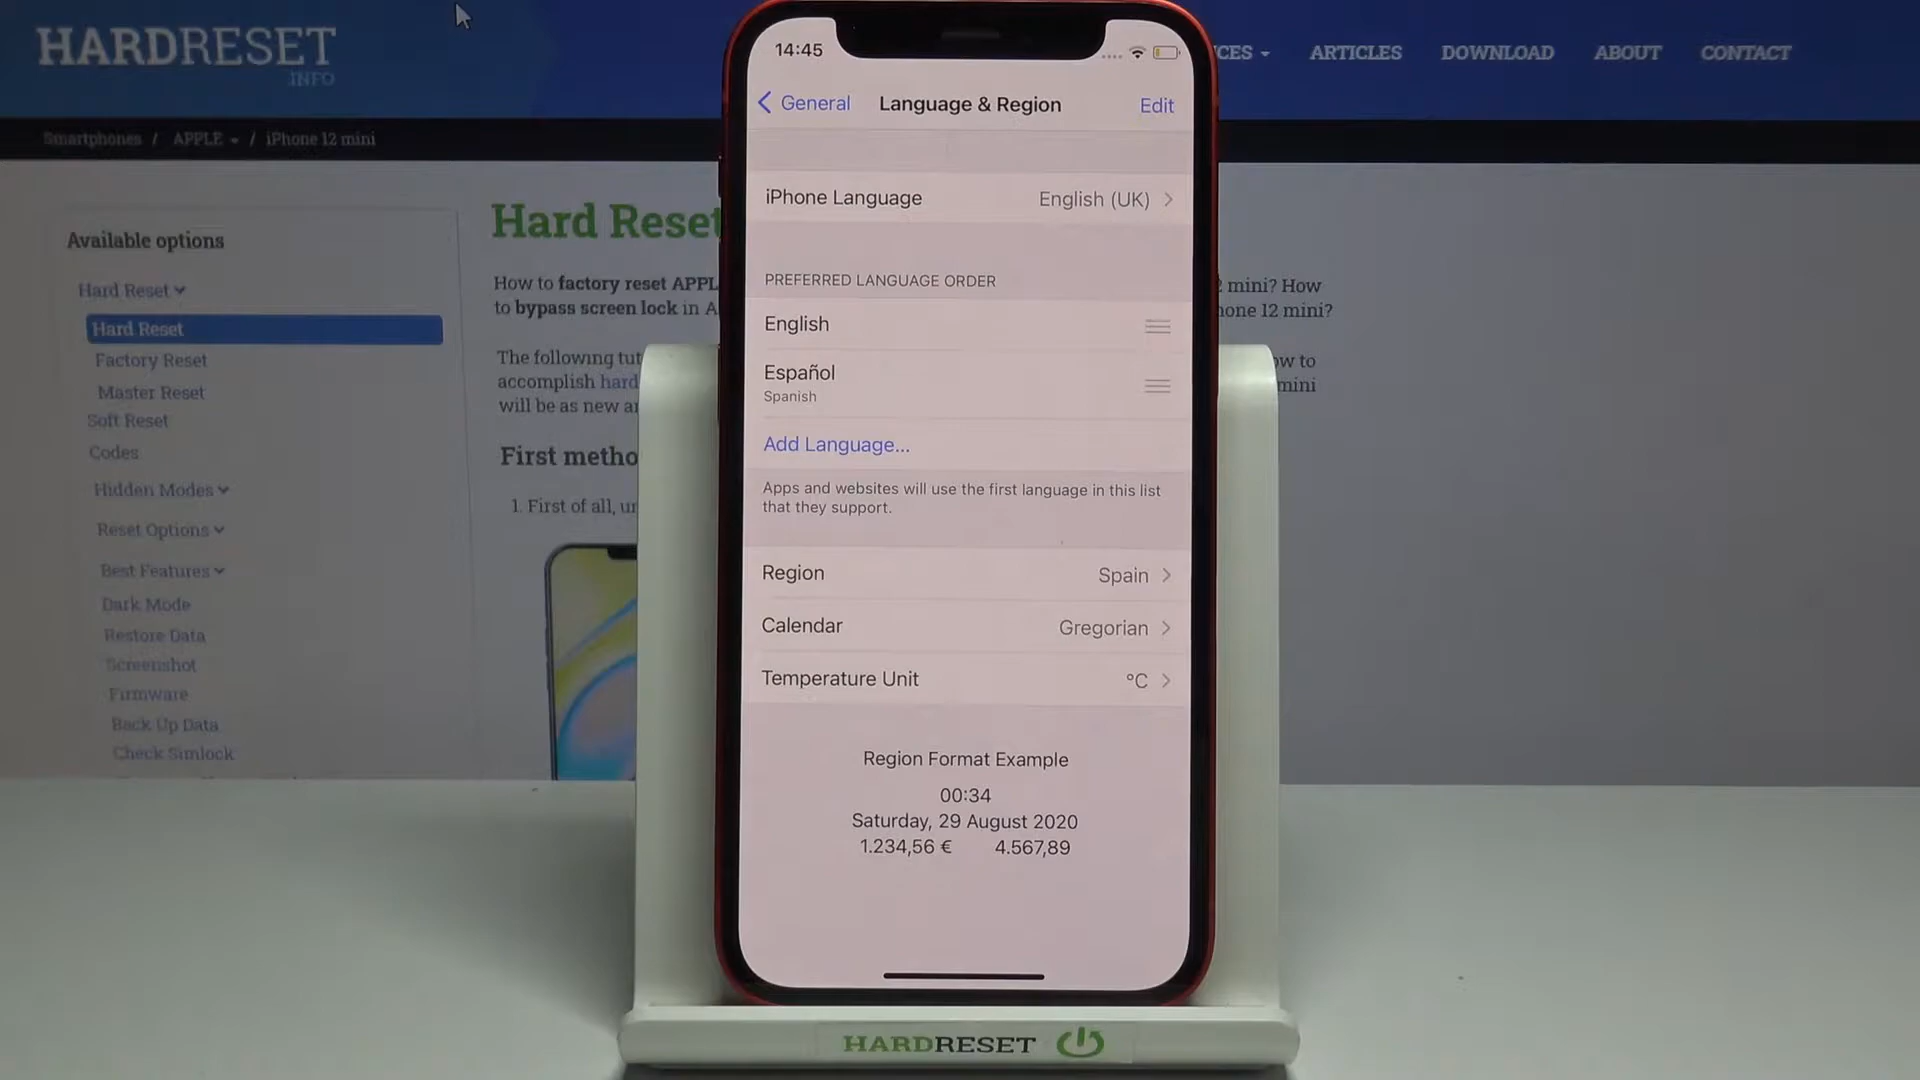 HARDRESET
.INFO
CES
ARTICLES
DOWNLOAD
ABOUT
CONTACT
Smartphones / APPLE / iPhone 12 mini
Available options
Hard Reset
Hard Reset
Factory Reset
Master Reset
Soft Reset
Codes
Hidden Modes
Reset Options
Best Features
Dark Mode
Restore Data
Screenshot
Firmware
Back Up Data
Check Simlock
Hard Reset
How to factory reset APPL
2 mini? How
to bypass screen lock in A
hone 12 mini?
The following tut
ow to
accomplish hard
mini
will be as new an
First metho
1. First of all, un
14:45
General
Language & Region
Edit
iPhone Language
English (UK)
PREFERRED LANGUAGE ORDER
English
Español
Spanish
Add Language...
Apps and websites will use the first language in this list
that they support.
Region
Spain
Calendar
Gregorian
Temperature Unit
°C
Region Format Example
00:34
Saturday, 29 August 2020
1.234,56 € 4.567,89
HARDRESET